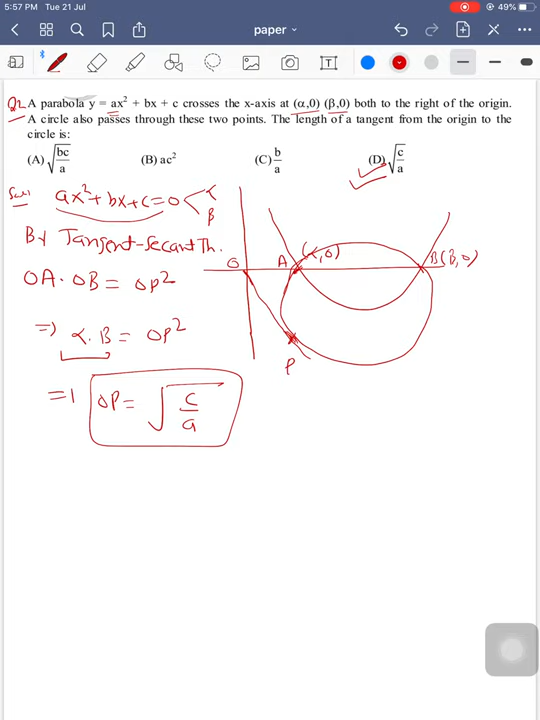 5:57 PM Tue 21 Jul
49%
paper
Q2 A parabola y = ax² + bx + c crosses the x-axis at (α,0) (β,0) both to the right of the origin.
A circle also passes through these two points. The length of a tangent from the origin to the
circle is:
(A) √(bc/a) (B) ac² (C) b/a (D) √(c/a)
Sol: ax² + bx + c = 0 < α β
By Tangent-Secant Th.
OA · OB = OP²
=> α. β = OP²
=> OP = √(c/a)
O A (α, 0) B(β, 0)
P